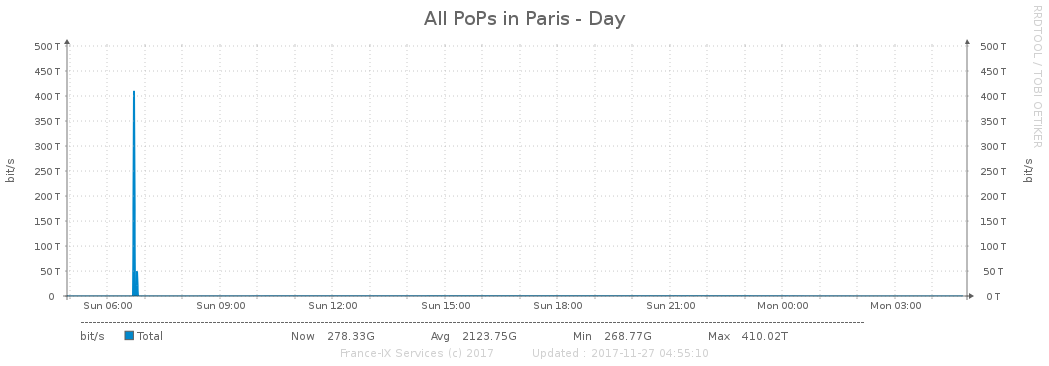 All PoPs in Paris - Day
RRDTOOL / TOBI OETIKER
bit/s
500 T 500 T
450 T 450 T
400 T 400 T
350 T 350 T
300 T 300 T
250 T 250 T
200 T 200 T
150 T 150 T
100 T 100 T
50 T 50 T
0 0 T
bit/s
Sun 06:00 Sun 09:00 Sun 12:00 Sun 15:00 Sun 18:00 Sun 21:00 Mon 00:00 Mon 03:00
bit/s Total Now 278.33G Avg 2123.75G Min 268.77G Max 410.02T
France-IX Services (c) 2017 Updated : 2017-11-27 04:55:10